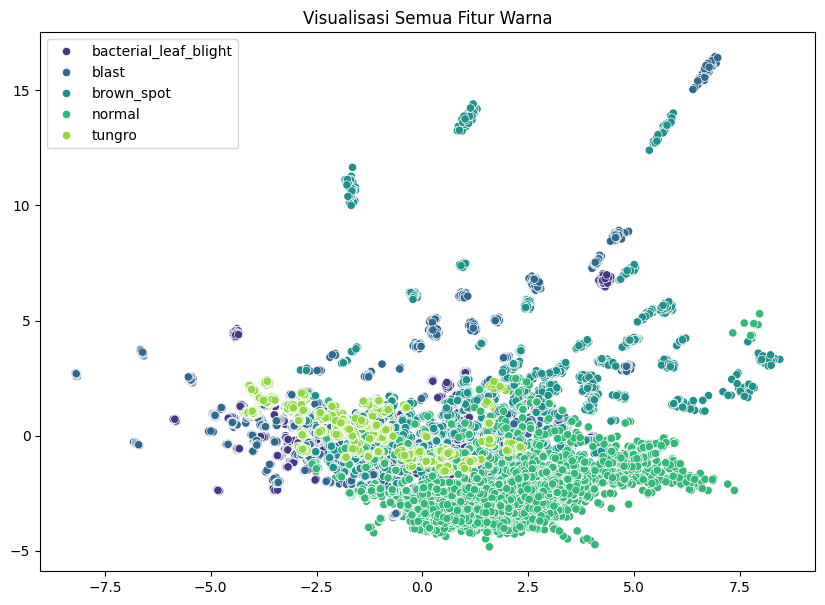 Visualisasi Semua Fitur Warna
bacterial_leaf_blight
blast
brown_spot
normal
tungro
15
10
5
0
−5
−7.5
−5.0
−2.5
0.0
2.5
5.0
7.5